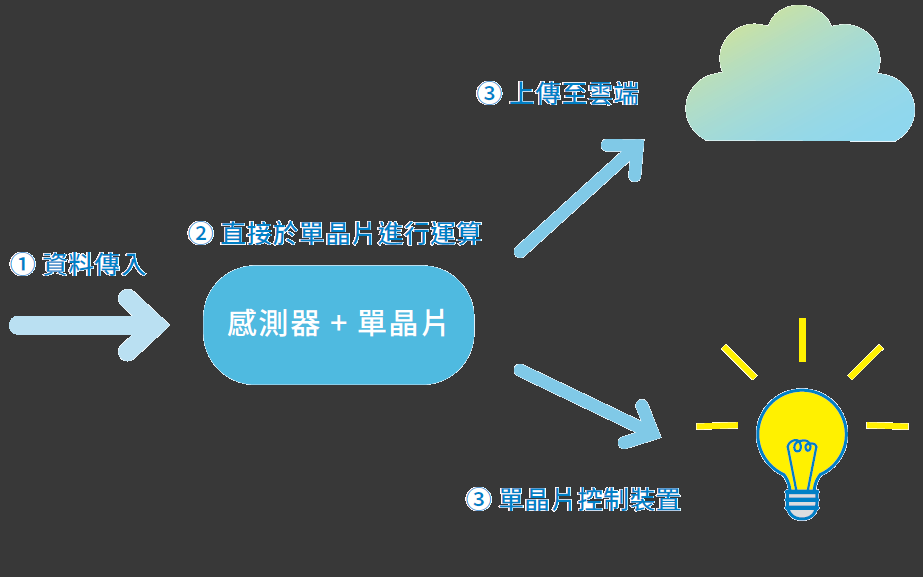 ③ 上傳至雲端
② 直接於單晶片進行運算
① 資料傳入
感測器 + 單晶片
③ 單晶片控制裝置